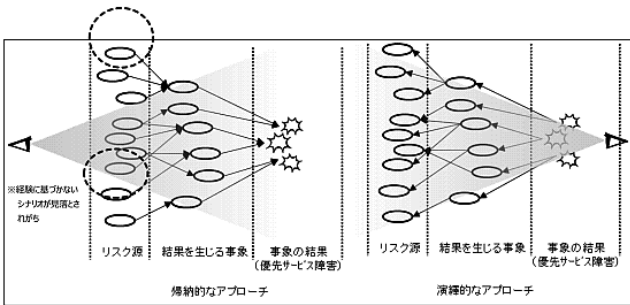 ※経験に基づかない
シナリオが見落とさ
れがち
リスク源
結果を生じる事象
事象の結果
(優先サービス障害)
帰納的なアプローチ
リスク源
結果を生じる事象
事象の結果
(優先サービス障害)
演繹的なアプローチ